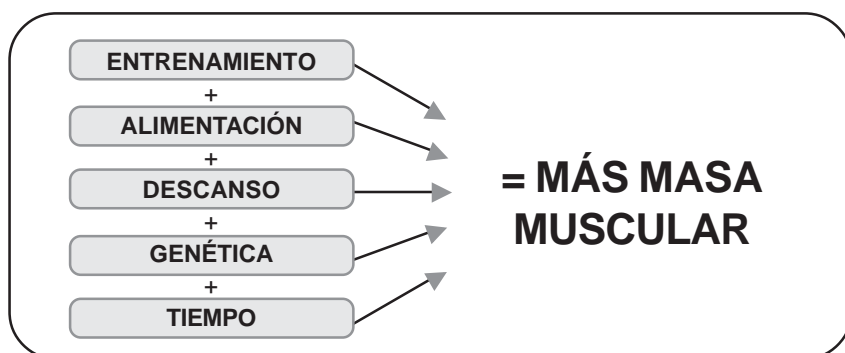 ENTRENAMIENTO
+
ALIMENTACIÓN
+
DESCANSO
+
GENÉTICA
+
TIEMPO
= MÁS MASA
MUSCULAR